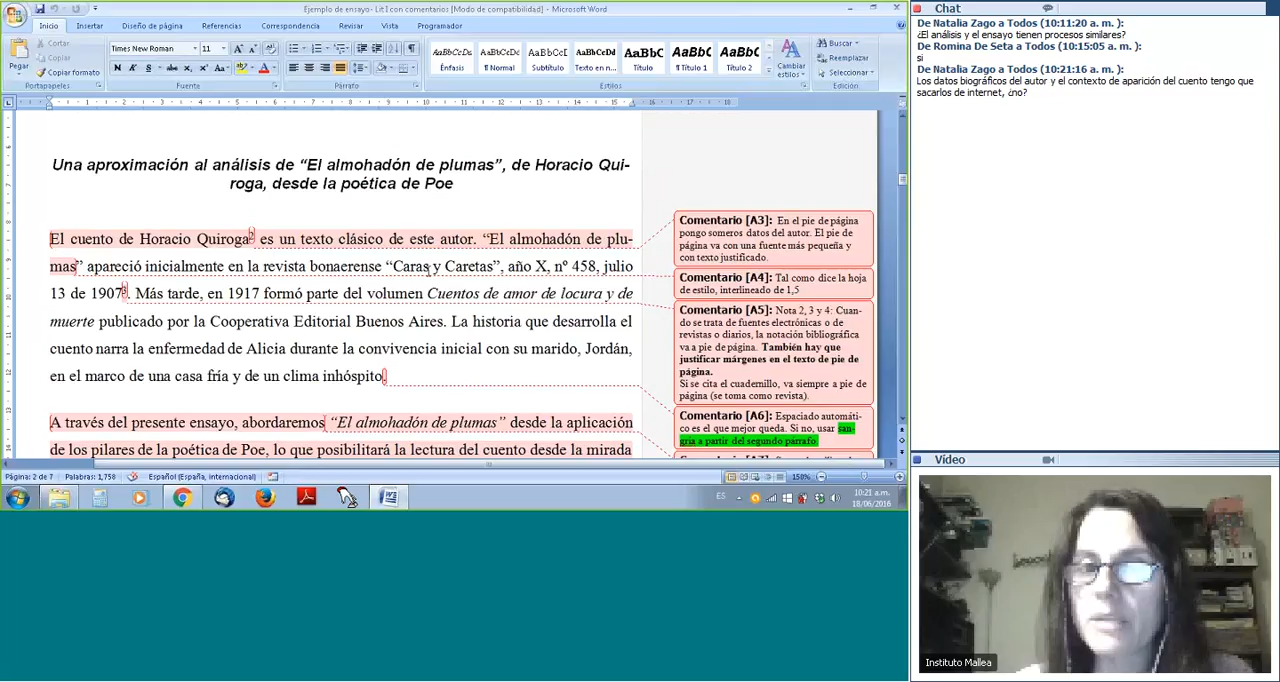 Ejemplo de ensayo- Lit I con comentarios [Modo de compatibilidad] - Microsoft Word
Inicio Insertar Diseño de página Referencias Correspondencia Revisar Vista Programador
Pegar
Cortar
Copiar
Copiar formato
Portapapeles
Times New Roman 11
N K S abe x₂ x² Aa
Fuente
Párrafo
AaBbCcDc AaBbCcDc AaBbCcI AaBbCcDd AaBbC AaBbC AaBbC
Énfasis ¶ Normal Subtítulo Texto en n... Título ¶ Título 1 Título 2
Cambiar estilos
Estilos
Buscar
Reemplazar
Seleccionar
Edición
Una aproximación al análisis de “El almohadón de plumas”, de Horacio Qui-
roga, desde la poética de Poe
El cuento de Horacio Quiroga2 es un texto clásico de este autor. “El almohadón de plu-
mas” apareció inicialmente en la revista bonaerense “Caras y Caretas”, año X, nº 458, julio
13 de 19073. Más tarde, en 1917 formó parte del volumen Cuentos de amor de locura y de
muerte publicado por la Cooperativa Editorial Buenos Aires. La historia que desarrolla el
cuento narra la enfermedad de Alicia durante la convivencia inicial con su marido, Jordán,
en el marco de una casa fría y de un clima inhóspito.
A través del presente ensayo, abordaremos “El almohadón de plumas” desde la aplicación
de los pilares de la poética de Poe, lo que posibilitará la lectura del cuento desde la mirada
Comentario [A3]: En el pie de página
pongo someros datos del autor. El pie de
página va con una fuente más pequeña y
con texto justificado.
Comentario [A4]: Tal como dice la hoja
de estilo, interlineado de 1,5
Comentario [A5]: Nota 2, 3 y 4: Cuan-
do se trata de fuentes electrónicas o de
revistas o diarios, la notación bibliográfica
va a pie de página. También hay que
justificar márgenes en el texto de pie de
página.
Si se cita el cuadernillo, va siempre a pie de
página (se toma como revista).
Comentario [A6]: Espaciado automáti-
co es el que mejor queda. Si no, usar san-
gría a partir del segundo párrafo.
Página: 2 de 7 Palabras: 1,758 Español (España, internacional) 158%
ES
10:21 a.m.
18/06/2016
Chat
De Natalia Zago a Todos (10:11:20 a. m.):
¿El análisis y el ensayo tienen procesos similares?
De Romina De Seta a Todos (10:15:05 a. m.):
si
De Natalia Zago a Todos (10:21:16 a. m.):
Los datos biográficos del autor y el contexto de aparición del cuento tengo que
sacarlos de internet, ¿no?
Vídeo
Instituto Mallea